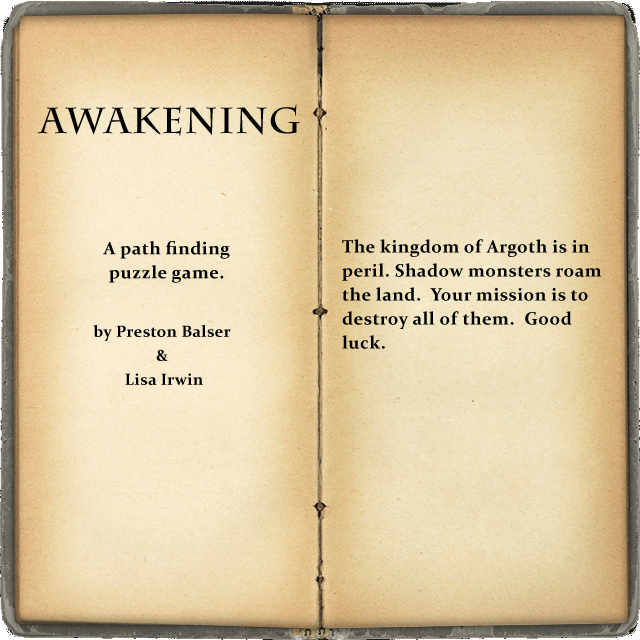 AWAKENING
A path finding
puzzle game.
by Preston Balser
&
Lisa Irwin
The kingdom of Argoth is in
peril. Shadow monsters roam
the land.  Your mission is to
destroy all of them.  Good
luck.